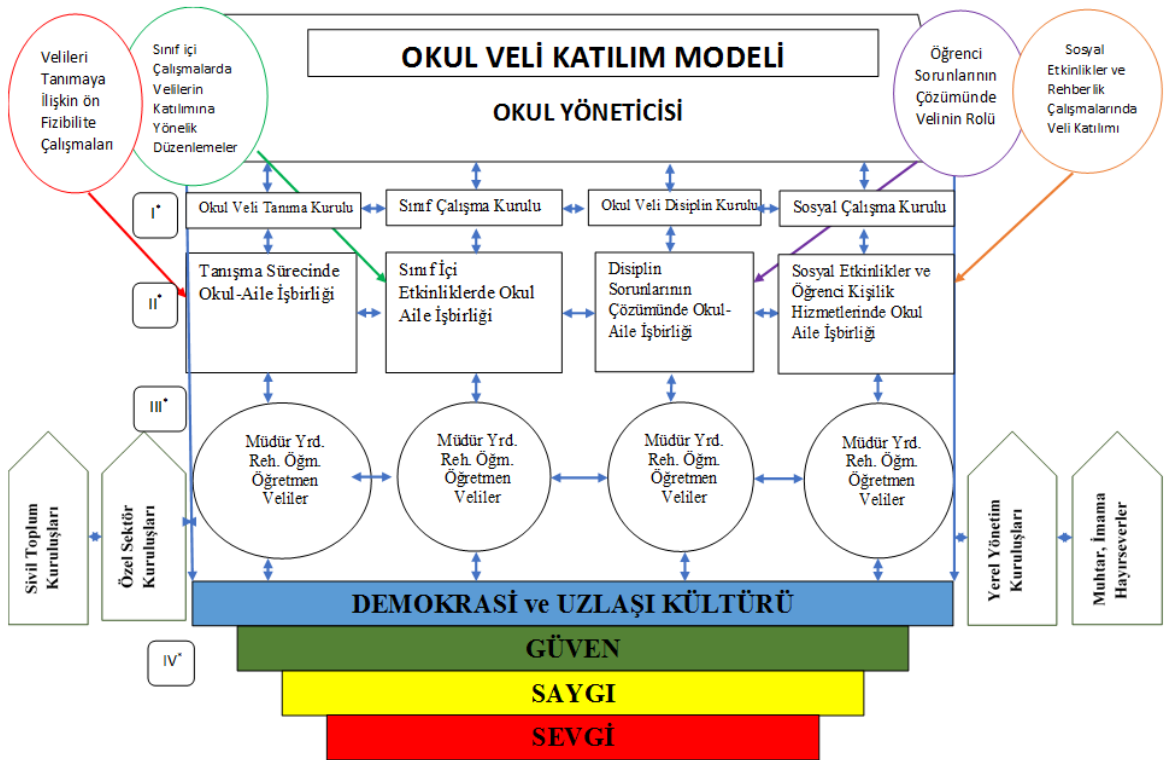 OKUL VELİ KATILIM MODELİ
OKUL YÖNETİCİSİ
Velileri
Tanımaya
İlişkin ön
Fizibilite
Çalışmaları
Sınıf içi
Çalışmalarda
Velilerin
Katılımına
Yönelik
Düzenlemeler
Öğrenci
Sorunlarının
Çözümünde
Velinin Rolü
Sosyal
Etkinlikler ve
Rehberlik
Çalışmalarında
Veli Katılımı
I*
Okul Veli Tanıma Kurulu
Sınıf Çalışma Kurulu
Okul Veli Disiplin Kurulu
Sosyal Çalışma Kurulu
II*
Tanışma Sürecinde
Okul-Aile İşbirliği
Sınıf İçi
Etkinliklerde Okul
Aile İşbirliği
Disiplin
Sorunlarının
Çözümünde Okul-
Aile İşbirliği
Sosyal Etkinlikler ve
Öğrenci Kişilik
Hizmetlerinde Okul
Aile İşbirliği
III*
Müdür Yrd.
Reh. Öğm.
Öğretmen
Veliler
Müdür Yrd.
Reh. Öğm.
Öğretmen
Veliler
Müdür Yrd.
Reh. Öğm.
Öğretmen
Veliler
Müdür Yrd.
Reh. Öğm.
Öğretmen
Veliler
Sivil Toplum
Kuruluşları
Özel Sektör
Kuruluşları
Yerel Yönetim
Kuruluşları
Muhtar, İmama
Hayırseverler
DEMOKRASİ ve UZLAŞI KÜLTÜRÜ
GÜVEN
IV*
SAYGI
SEVGİ